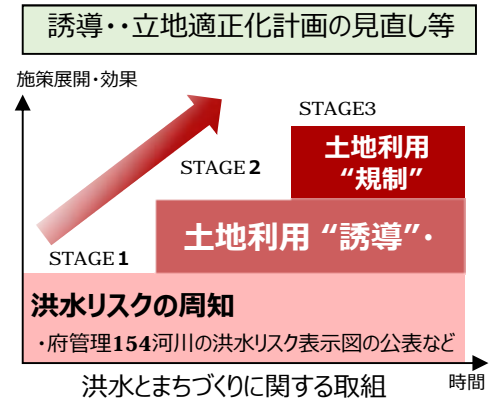 誘導・・立地適正化計画の見直し等
施策展開・効果
STAGE3
土地利用
“規制”
STAGE2
土地利用 “誘導”・
STAGE1
洪水リスクの周知
・府管理154河川の洪水リスク表示図の公表など
洪水とまちづくりに関する取組
時間